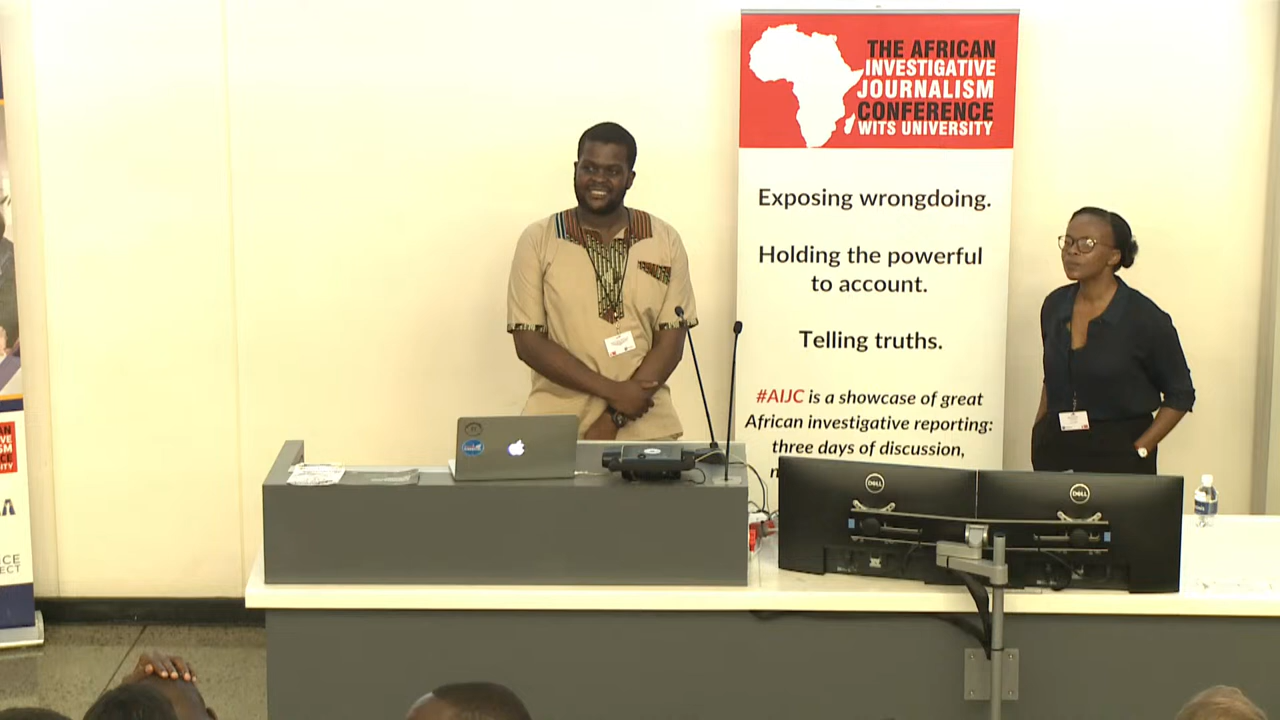 THE AFRICAN
INVESTIGATIVE
JOURNALISM
CONFERENCE
WITS UNIVERSITY
Exposing wrongdoing.
Holding the powerful
to account.
Telling truths.
#AIJC is a showcase of great
African investigative reporting:
three days of discussion,
DELL
DELL